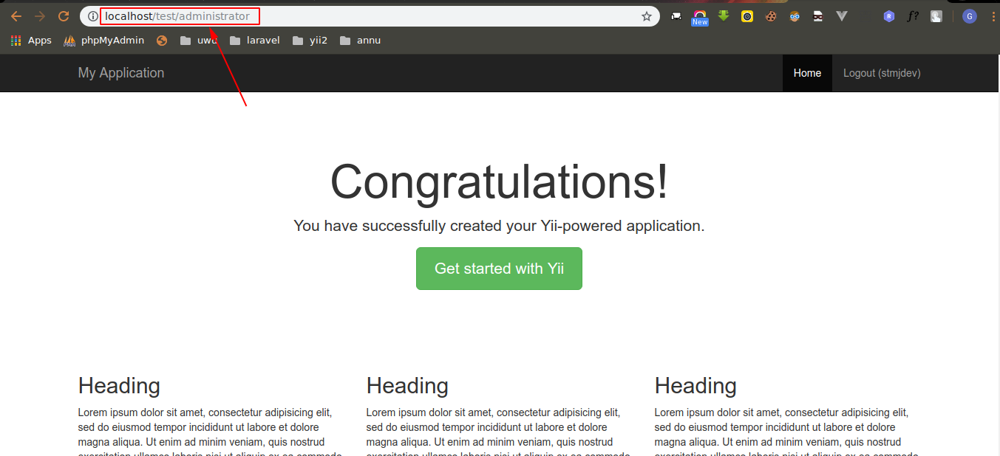 localhost/test/administrator
New
R
f?
G
Apps phpMyAdmin uwu laravel yii2 annu
My Application Home Logout (stmjdev)
Congratulations!
You have successfully created your Yii-powered application.
Get started with Yii
Heading Heading Heading
Lorem ipsum dolor sit amet, consectetur adipisicing elit, Lorem ipsum dolor sit amet, consectetur adipisicing elit, Lorem ipsum dolor sit amet, consectetur adipisicing elit,
sed do eiusmod tempor incididunt ut labore et dolore sed do eiusmod tempor incididunt ut labore et dolore sed do eiusmod tempor incididunt ut labore et dolore
magna aliqua. Ut enim ad minim veniam, quis nostrud magna aliqua. Ut enim ad minim veniam, quis nostrud magna aliqua. Ut enim ad minim veniam, quis nostrud